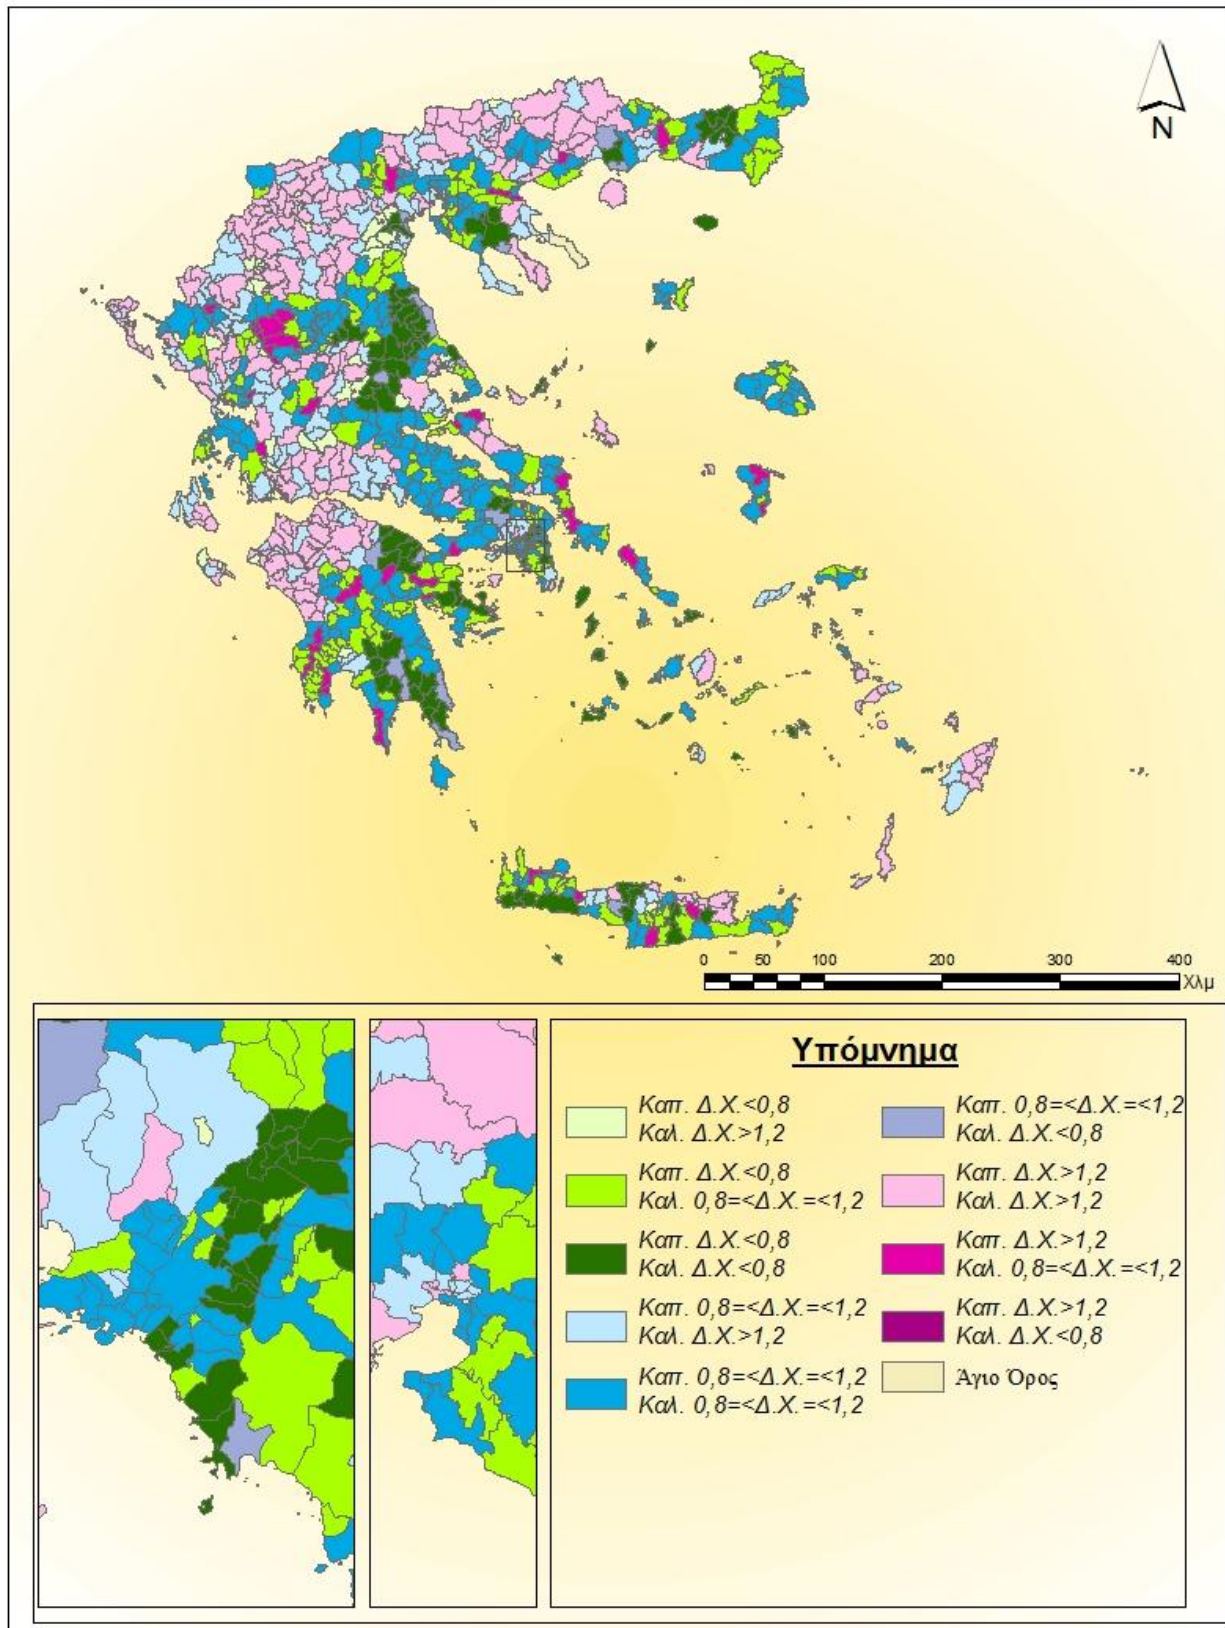 N
0 50 100 200 300 400
Χλμ
Υπόμνημα
Καπ. Δ.Χ.<0,8
Καλ. Δ.Χ.>1,2
Καπ. Δ.Χ.<0,8
Καλ. 0,8=<Δ.Χ.=<1,2
Καπ. Δ.Χ.<0,8
Καλ. Δ.Χ.<0,8
Καπ. 0,8=<Δ.Χ.=<1,2
Καλ. Δ.Χ.>1,2
Καπ. 0,8=<Δ.Χ.=<1,2
Καλ. 0,8=<Δ.Χ.=<1,2
Καπ. 0,8=<Δ.Χ.=<1,2
Καλ. Δ.Χ.<0,8
Καπ. Δ.Χ.>1,2
Καλ. Δ.Χ.>1,2
Καπ. Δ.Χ.>1,2
Καλ. 0,8=<Δ.Χ.=<1,2
Καπ. Δ.Χ.>1,2
Καλ. Δ.Χ.<0,8
Άγιο Όρος